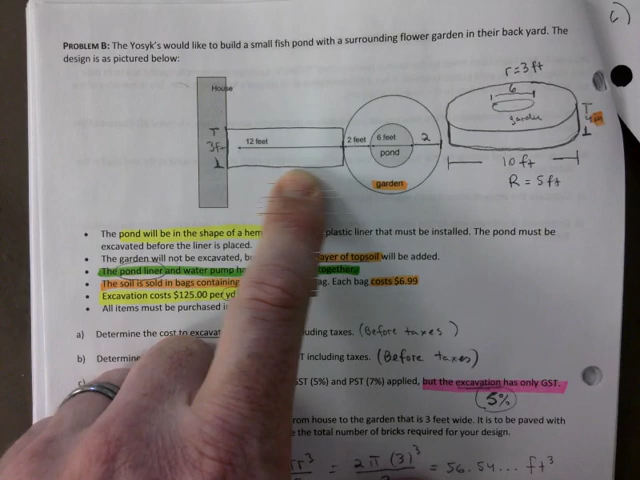 c)
PROBLEM B: The Yosyk's would like to build a small fish pond with a surrounding flower garden in their back yard. The
design is as pictured below:
r = 3 ft
House
6
garden
3f
12 feet
2 feet
6 feet
2
pond
garden
10 ft
R = 5 ft
• The pond will be in the shape of a hem plastic liner that must be installed. The pond must be
excavated before the liner is placed.
• The garden will not be excavated, b ayer of topsoil will be added.
• The pond liner and water pump ha together.
• The soil is sold in bags containing ag. Each bag costs $6.99
• Excavation costs $125.00 per yd
• All items must be purchased i
a) Determine the cost to excavat uding taxes. (Before taxes)
b) Determine T including taxes. (Before taxes)
c) GST (5%) and PST (7%) applied, but the excavation has only GST.
5%
rom house to the garden that is 3 feet wide. It is to be paved with
e the total number of bricks required for your design.
πr³ = 2π(3)³ = 56.54... ft³